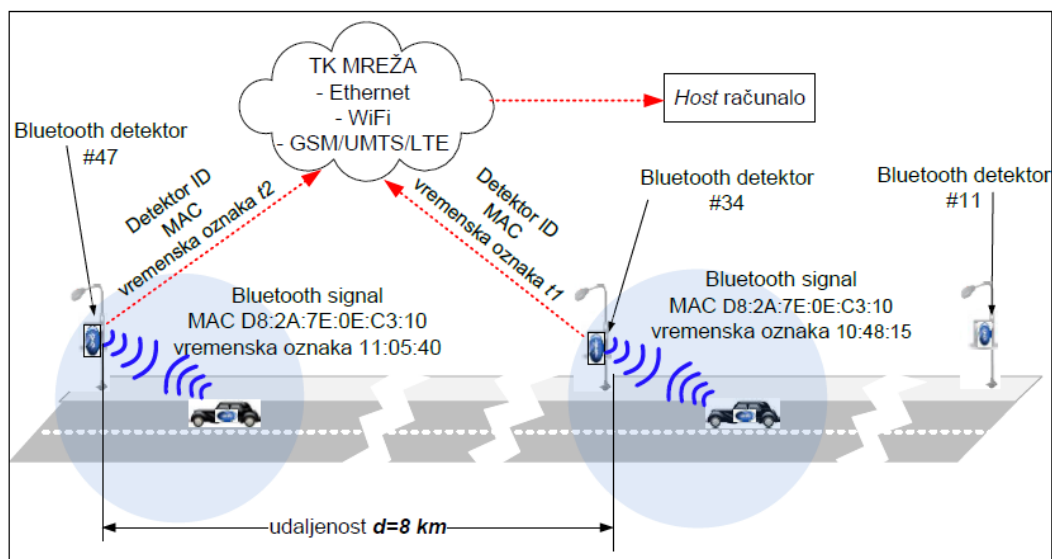 TK MREŽA
- Ethernet
- WiFi
- GSM/UMTS/LTE
Host računalo
Bluetooth detektor
#47
Detektor ID
MAC
vremenska oznaka t2
Detektor ID
MAC
vremenska oznaka t1
Bluetooth detektor
#34
Bluetooth detektor
#11
Bluetooth signal
MAC D8:2A:7E:0E:C3:10
vremenska oznaka 11:05:40
Bluetooth signal
MAC D8:2A:7E:0E:C3:10
vremenska oznaka 10:48:15
udaljenost d=8 km